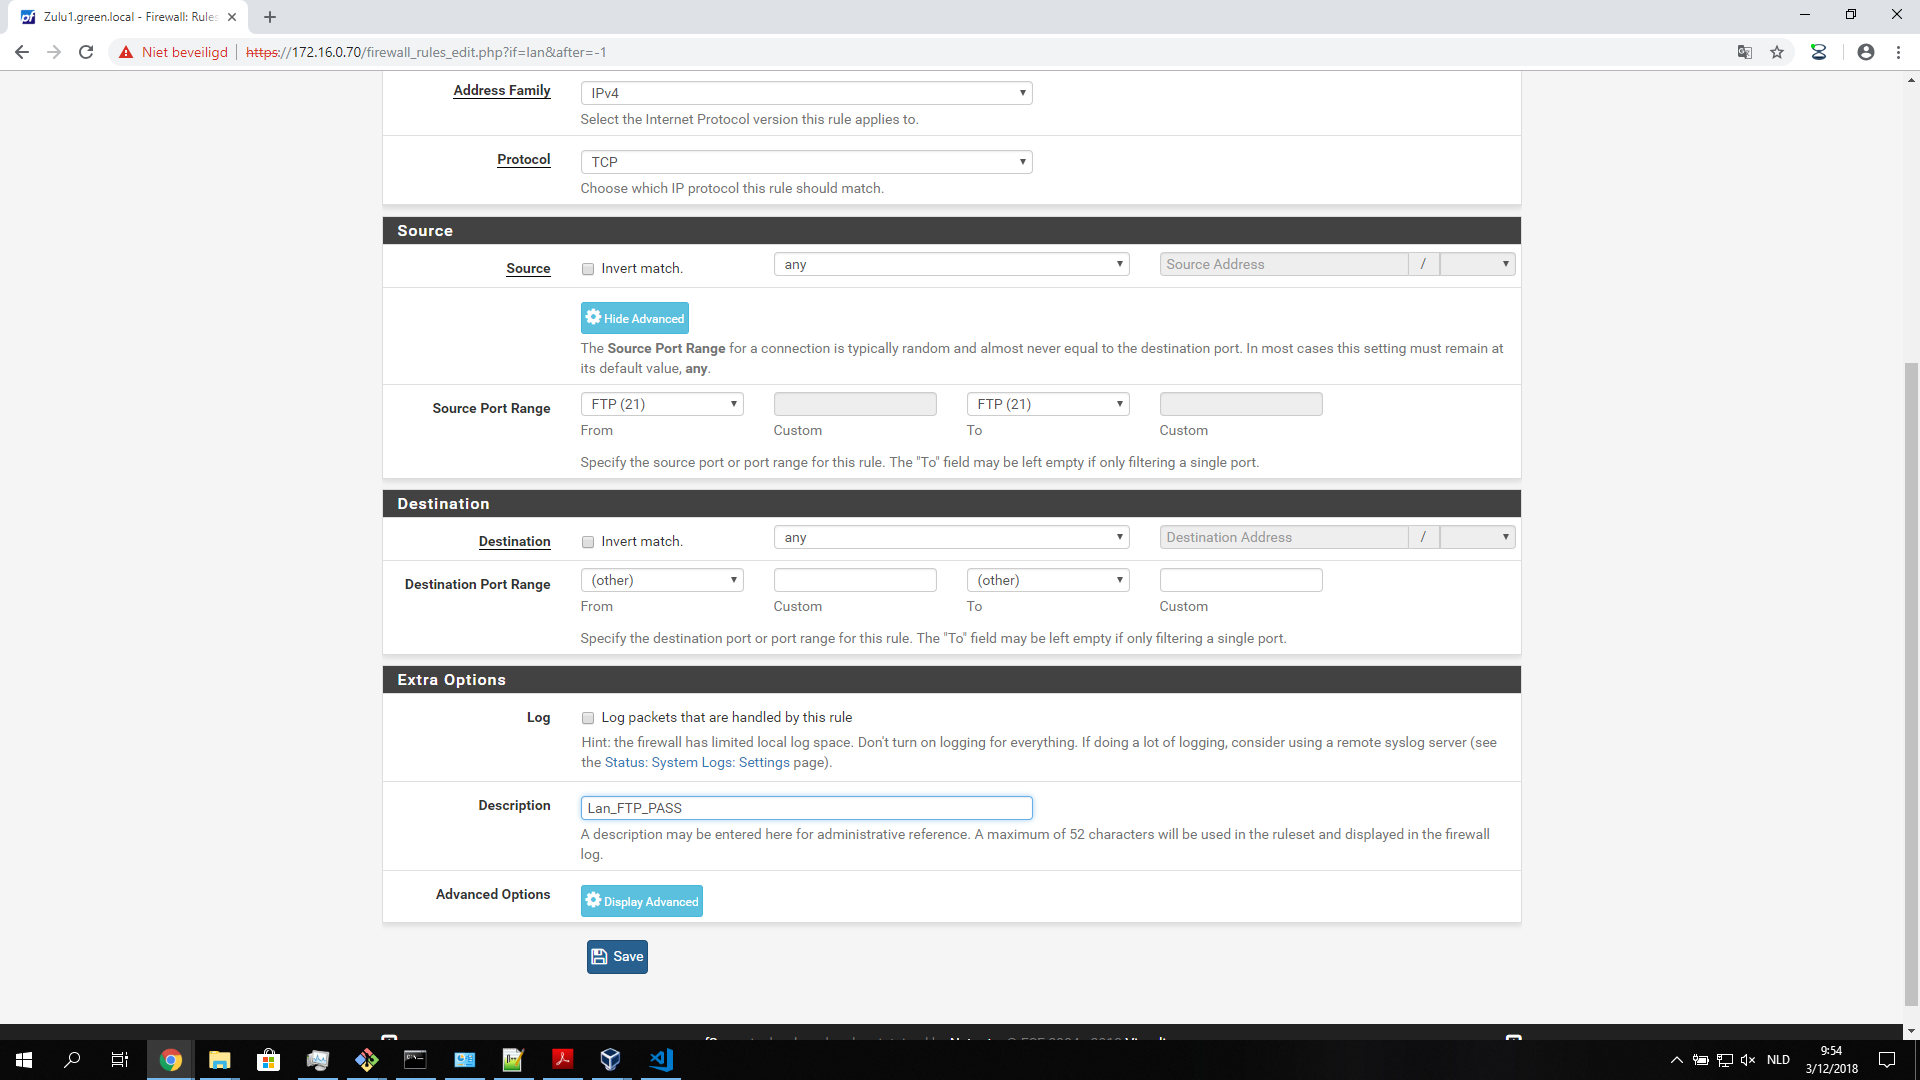 Zulu1.green.local - Firewall: Rules
Niet beveiligd
https://172.16.0.70/firewall_rules_edit.php?if=lan&after=-1
Address Family
IPv4
Select the Internet Protocol version this rule applies to.
Protocol
TCP
Choose which IP protocol this rule should match.
Source
Source
Invert match.
any
Source Address
/
Hide Advanced
The Source Port Range for a connection is typically random and almost never equal to the destination port. In most cases this setting must remain at
its default value, any.
Source Port Range
FTP (21)
FTP (21)
From
Custom
To
Custom
Specify the source port or port range for this rule. The "To" field may be left empty if only filtering a single port.
Destination
Destination
Invert match.
any
Destination Address
/
Destination Port Range
(other)
(other)
From
Custom
To
Custom
Specify the destination port or port range for this rule. The "To" field may be left empty if only filtering a single port.
Extra Options
Log
Log packets that are handled by this rule
Hint: the firewall has limited local log space. Don't turn on logging for everything. If doing a lot of logging, consider using a remote syslog server (see
the Status: System Logs: Settings page).
Description
Lan_FTP_PASS
A description may be entered here for administrative reference. A maximum of 52 characters will be used in the ruleset and displayed in the firewall
log.
Advanced Options
Display Advanced
Save
NLD
9:54
3/12/2018